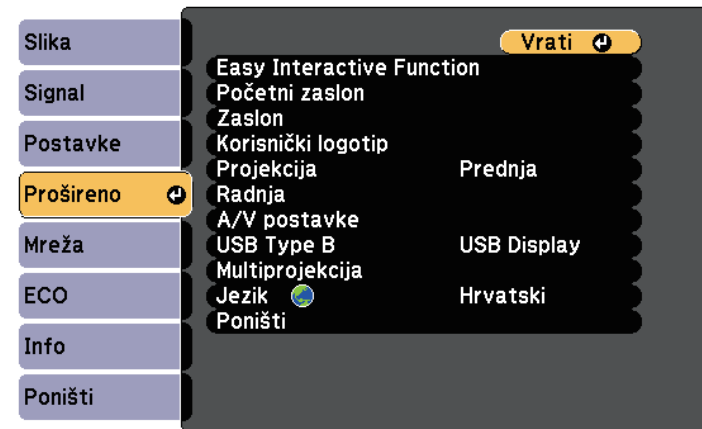 Slika
Signal
Postavke
Prošireno
Mreža
ECO
Info
Poništi
Vrati
Easy Interactive Function
Početni zaslon
Zaslon
Korisnički logotip
Projekcija Prednja
Radnja
A/V postavke
USB Type B USB Display
Multiprojekcija
Jezik Hrvatski
Poništi